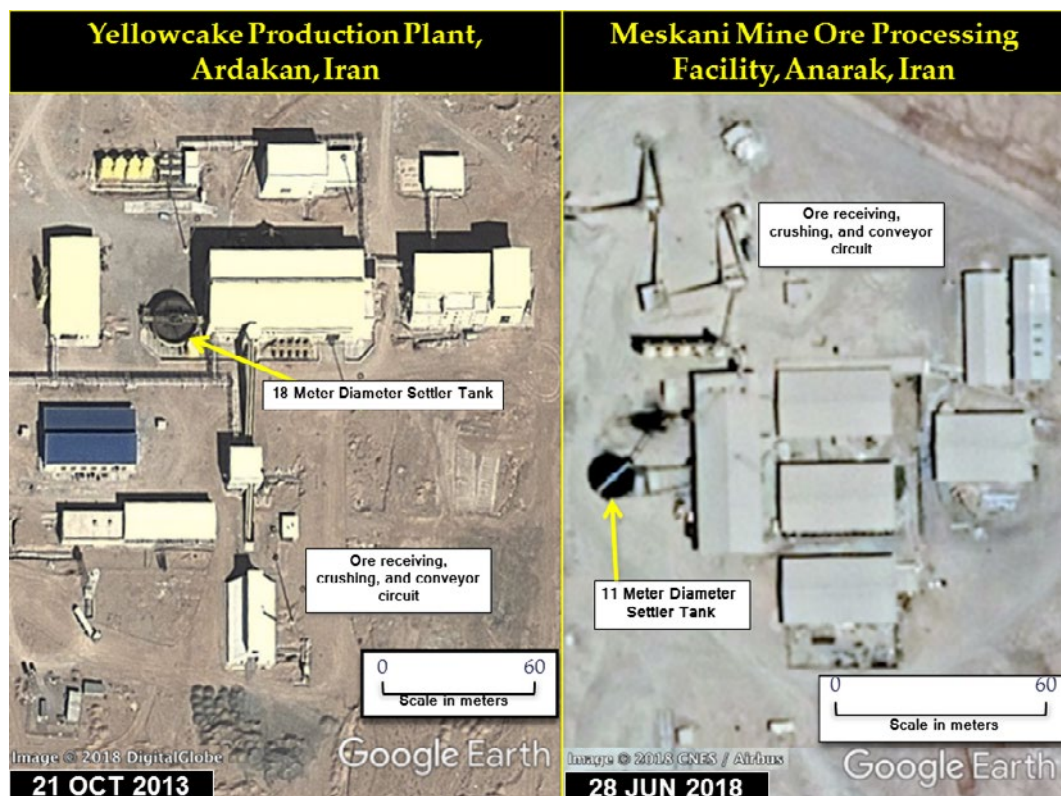 Yellowcake Production Plant,
Ardakan, Iran
18 Meter Diameter Settler Tank
Ore receiving,
crushing, and conveyor
circuit
0 60
Scale in meters
Image © 2018 DigitalGlobe
Google Earth
21 OCT 2013
Meskani Mine Ore Processing
Facility, Anarak, Iran
Ore receiving,
crushing, and conveyor
circuit
11 Meter Diameter
Settler Tank
0 60
Scale in meters
Image © 2018 CNES / Airbus
Google Earth
28 JUN 2018